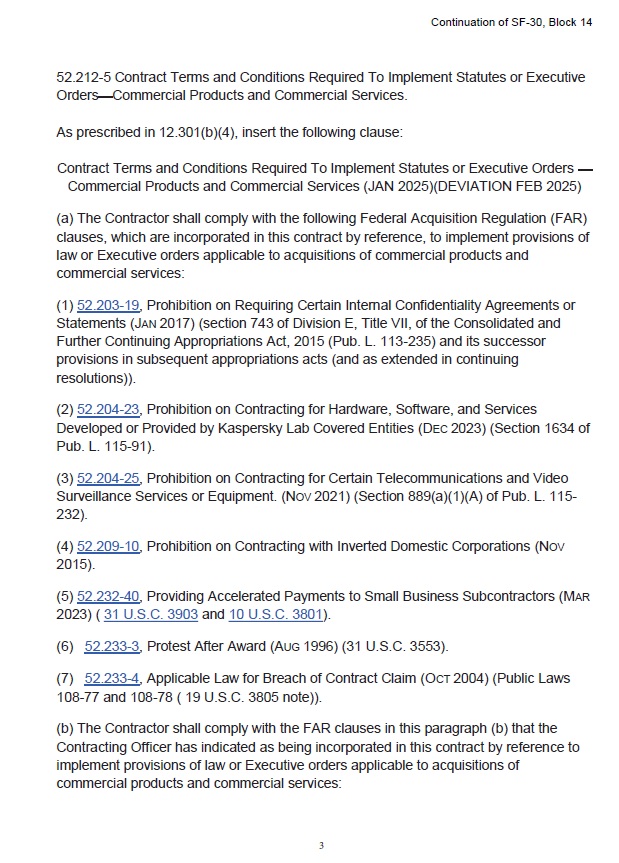 Continuation of SF-30, Block 14
52.212-5 Contract Terms and Conditions Required To Implement Statutes or Executive
Orders—Commercial Products and Commercial Services.
As prescribed in 12.301(b)(4), insert the following clause:
Contract Terms and Conditions Required To Implement Statutes or Executive Orders —
Commercial Products and Commercial Services (JAN 2025)(DEVIATION FEB 2025)
(a) The Contractor shall comply with the following Federal Acquisition Regulation (FAR)
clauses, which are incorporated in this contract by reference, to implement provisions of
law or Executive orders applicable to acquisitions of commercial products and
commercial services:
(1) 52.203-19, Prohibition on Requiring Certain Internal Confidentiality Agreements or
Statements (JAN 2017) (section 743 of Division E, Title VII, of the Consolidated and
Further Continuing Appropriations Act, 2015 (Pub. L. 113-235) and its successor
provisions in subsequent appropriations acts (and as extended in continuing
resolutions)).
(2) 52.204-23, Prohibition on Contracting for Hardware, Software, and Services
Developed or Provided by Kaspersky Lab Covered Entities (DEC 2023) (Section 1634 of
Pub. L. 115-91).
(3) 52.204-25, Prohibition on Contracting for Certain Telecommunications and Video
Surveillance Services or Equipment. (NOV 2021) (Section 889(a)(1)(A) of Pub. L. 115-
232).
(4) 52.209-10, Prohibition on Contracting with Inverted Domestic Corporations (NOV
2015).
(5) 52.232-40, Providing Accelerated Payments to Small Business Subcontractors (MAR
2023) ( 31 U.S.C. 3903 and 10 U.S.C. 3801).
(6) 52.233-3, Protest After Award (AUG 1996) (31 U.S.C. 3553).
(7) 52.233-4, Applicable Law for Breach of Contract Claim (OCT 2004) (Public Laws
108-77 and 108-78 ( 19 U.S.C. 3805 note)).
(b) The Contractor shall comply with the FAR clauses in this paragraph (b) that the
Contracting Officer has indicated as being incorporated in this contract by reference to
implement provisions of law or Executive orders applicable to acquisitions of
commercial products and commercial services:
3